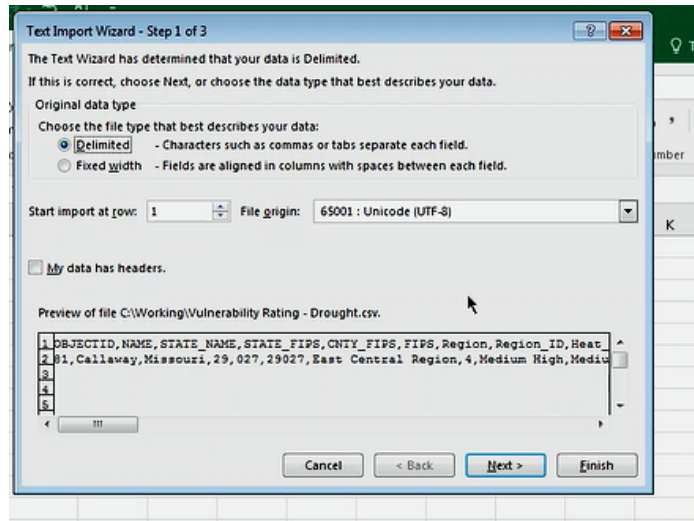 Text Import Wizard - Step 1 of 3
The Text Wizard has determined that your data is Delimited.
If this is correct, choose Next, or choose the data type that best describes your data.
Original data type
Choose the file type that best describes your data:
Delimited - Characters such as commas or tabs separate each field.
Fixed width - Fields are aligned in columns with spaces between each field.
Start import at row: 1 File origin: 65001 : Unicode (UTF-8)
K
My data has headers.
Preview of file C:\Working\Vulnerability Rating - Drought.csv.
1 OBJECTID,NAME,STATE_NAME,STATE_FIPS,CNTY_FIPS,FIPS,Region,Region_ID,Heat_
2 81,Callaway,Missouri,29,027,29027,East Central Region,4,Medium High,Mediu
3
4
5
Cancel < Back Next > Finish